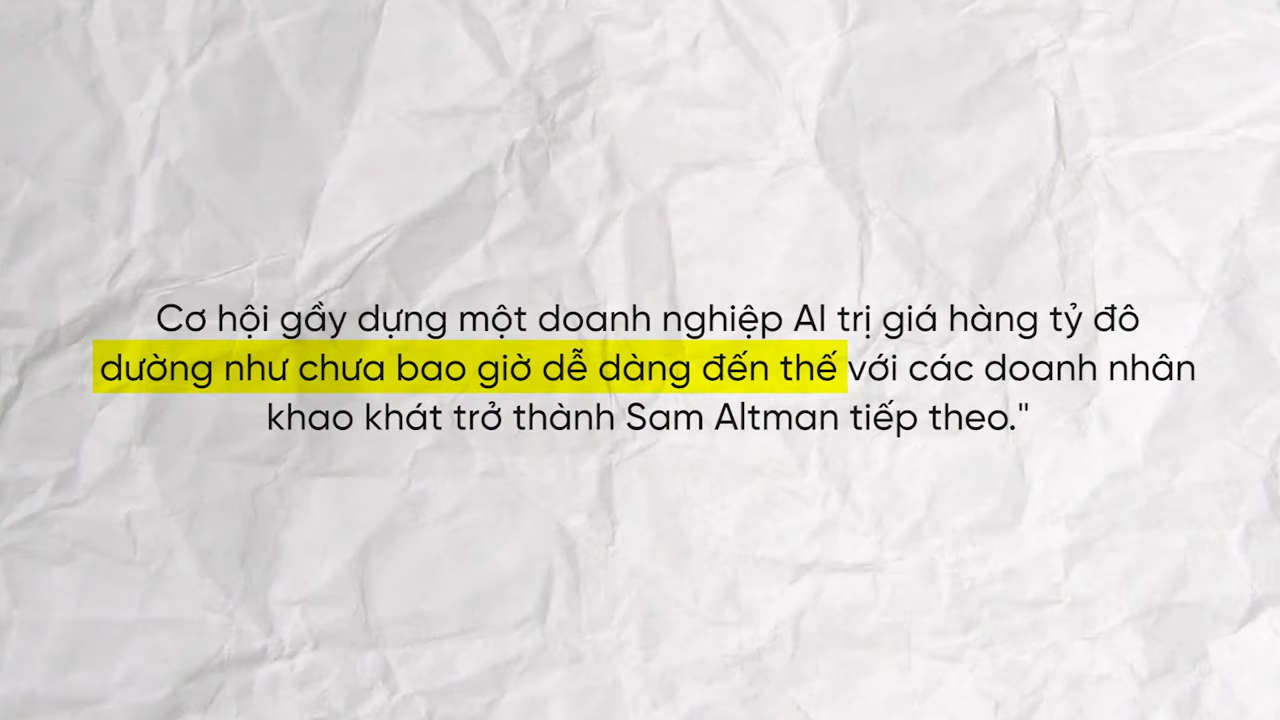 Cơ hội gầy dựng một doanh nghiệp AI trị giá hàng tỷ đô
dường như chưa bao giờ dễ dàng đến thế với các doanh nhân
khao khát trở thành Sam Altman tiếp theo."